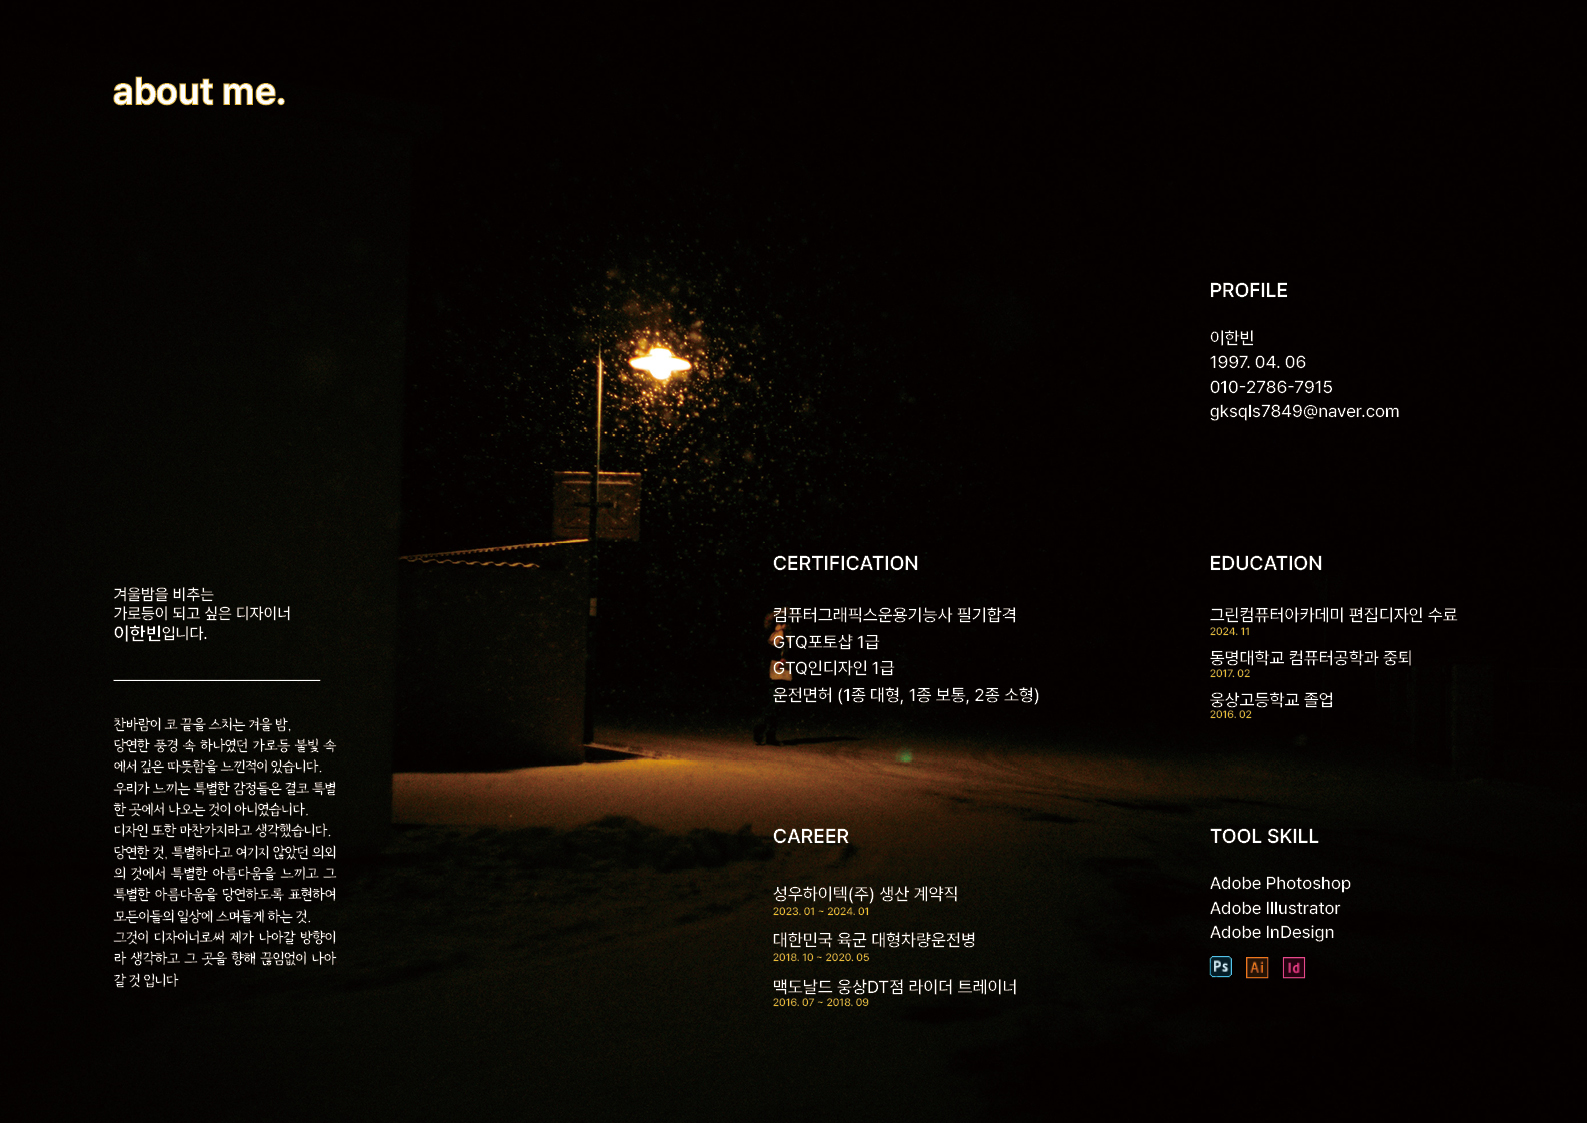 about me.
겨울밤을 비추는
가로등이 되고 싶은 디자이너
이한빈입니다.
찬바람이 코 끝을 스치는 겨울 밤,
당연한 풍경 속 하나였던 가로등 불빛 속
에서 깊은 따뜻함을 느낀적이 있습니다.
우리가 느끼는 특별한 감정들은 결코 특별
한 곳에서 나오는 것이 아니였습니다.
디자인 또한 마찬가지라고 생각했습니다.
당연한 것, 특별하다고 여기지 않았던 의외
의 것에서 특별한 아름다움을 느끼고 그
특별한 아름다움을 당연하도록 표현하여
모든이들의 일상에 스며들게 하는 것.
그것이 디자이너로써 제가 나아갈 방향이
라 생각하고 그 곳을 향해 끊임없이 나아
갈 것 입니다
PROFILE
이한빈
1997. 04. 06
010-2786-7915
gksqls7849@naver.com
CERTIFICATION
컴퓨터그래픽스운용기능사 필기합격
GTQ포토샵 1급
GTQ인디자인 1급
운전면허 (1종 대형, 1종 보통, 2종 소형)
EDUCATION
그린컴퓨터아카데미 편집디자인 수료
2024. 11
동명대학교 컴퓨터공학과 중퇴
2017. 02
웅상고등학교 졸업
2016. 02
CAREER
성우하이텍(주) 생산 계약직
2023. 01 ~ 2024. 01
대한민국 육군 대형차량운전병
2018. 10 ~ 2020. 05
맥도날드 웅상DT점 라이더 트레이너
2016. 07 ~ 2018. 09
TOOL SKILL
Adobe Photoshop
Adobe Illustrator
Adobe InDesign
Ps Ai Id